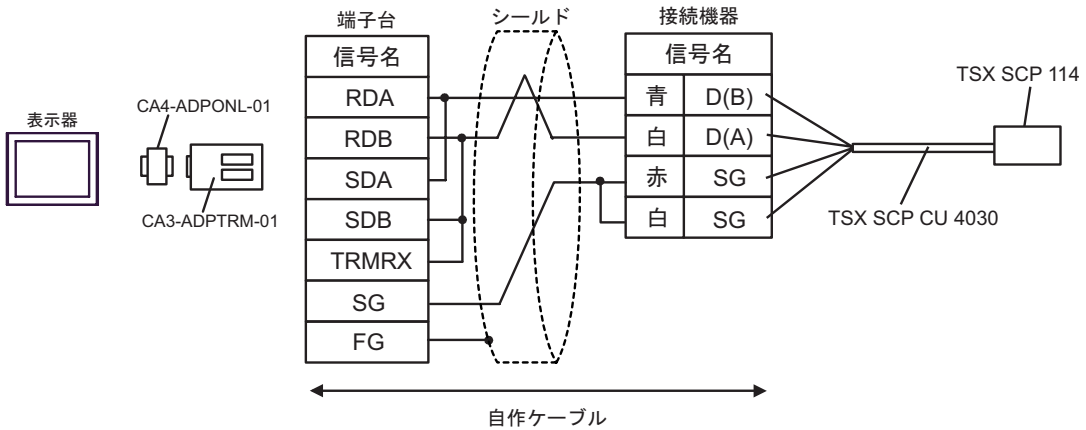 端子台
シールド
接続機器
信号名
信号名
TSX SCP 114
RDA
青
D(B)
CA4-ADPONL-01
表示器
RDB
白
D(A)
SDA
赤
SG
CA3-ADPTRM-01
SDB
白
SG
TSX SCP CU 4030
TRMRX
SG
FG
自作ケーブル